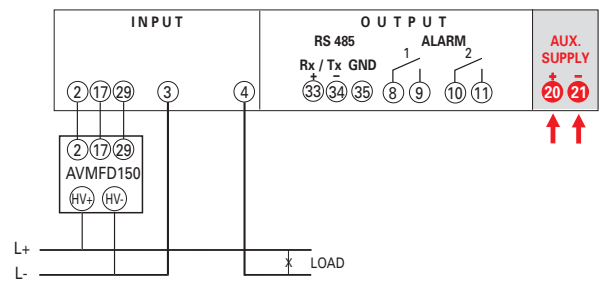 INPUT
OUTPUT
RS 485
ALARM
AUX.
SUPPLY
1
2
Rx / Tx GND
+ −
+ −
2 17 29 3 4 33 34 35 8 9 10 11 20 21
2 17 29
AVMFD150
HV+ HV-
L+
L-
x LOAD